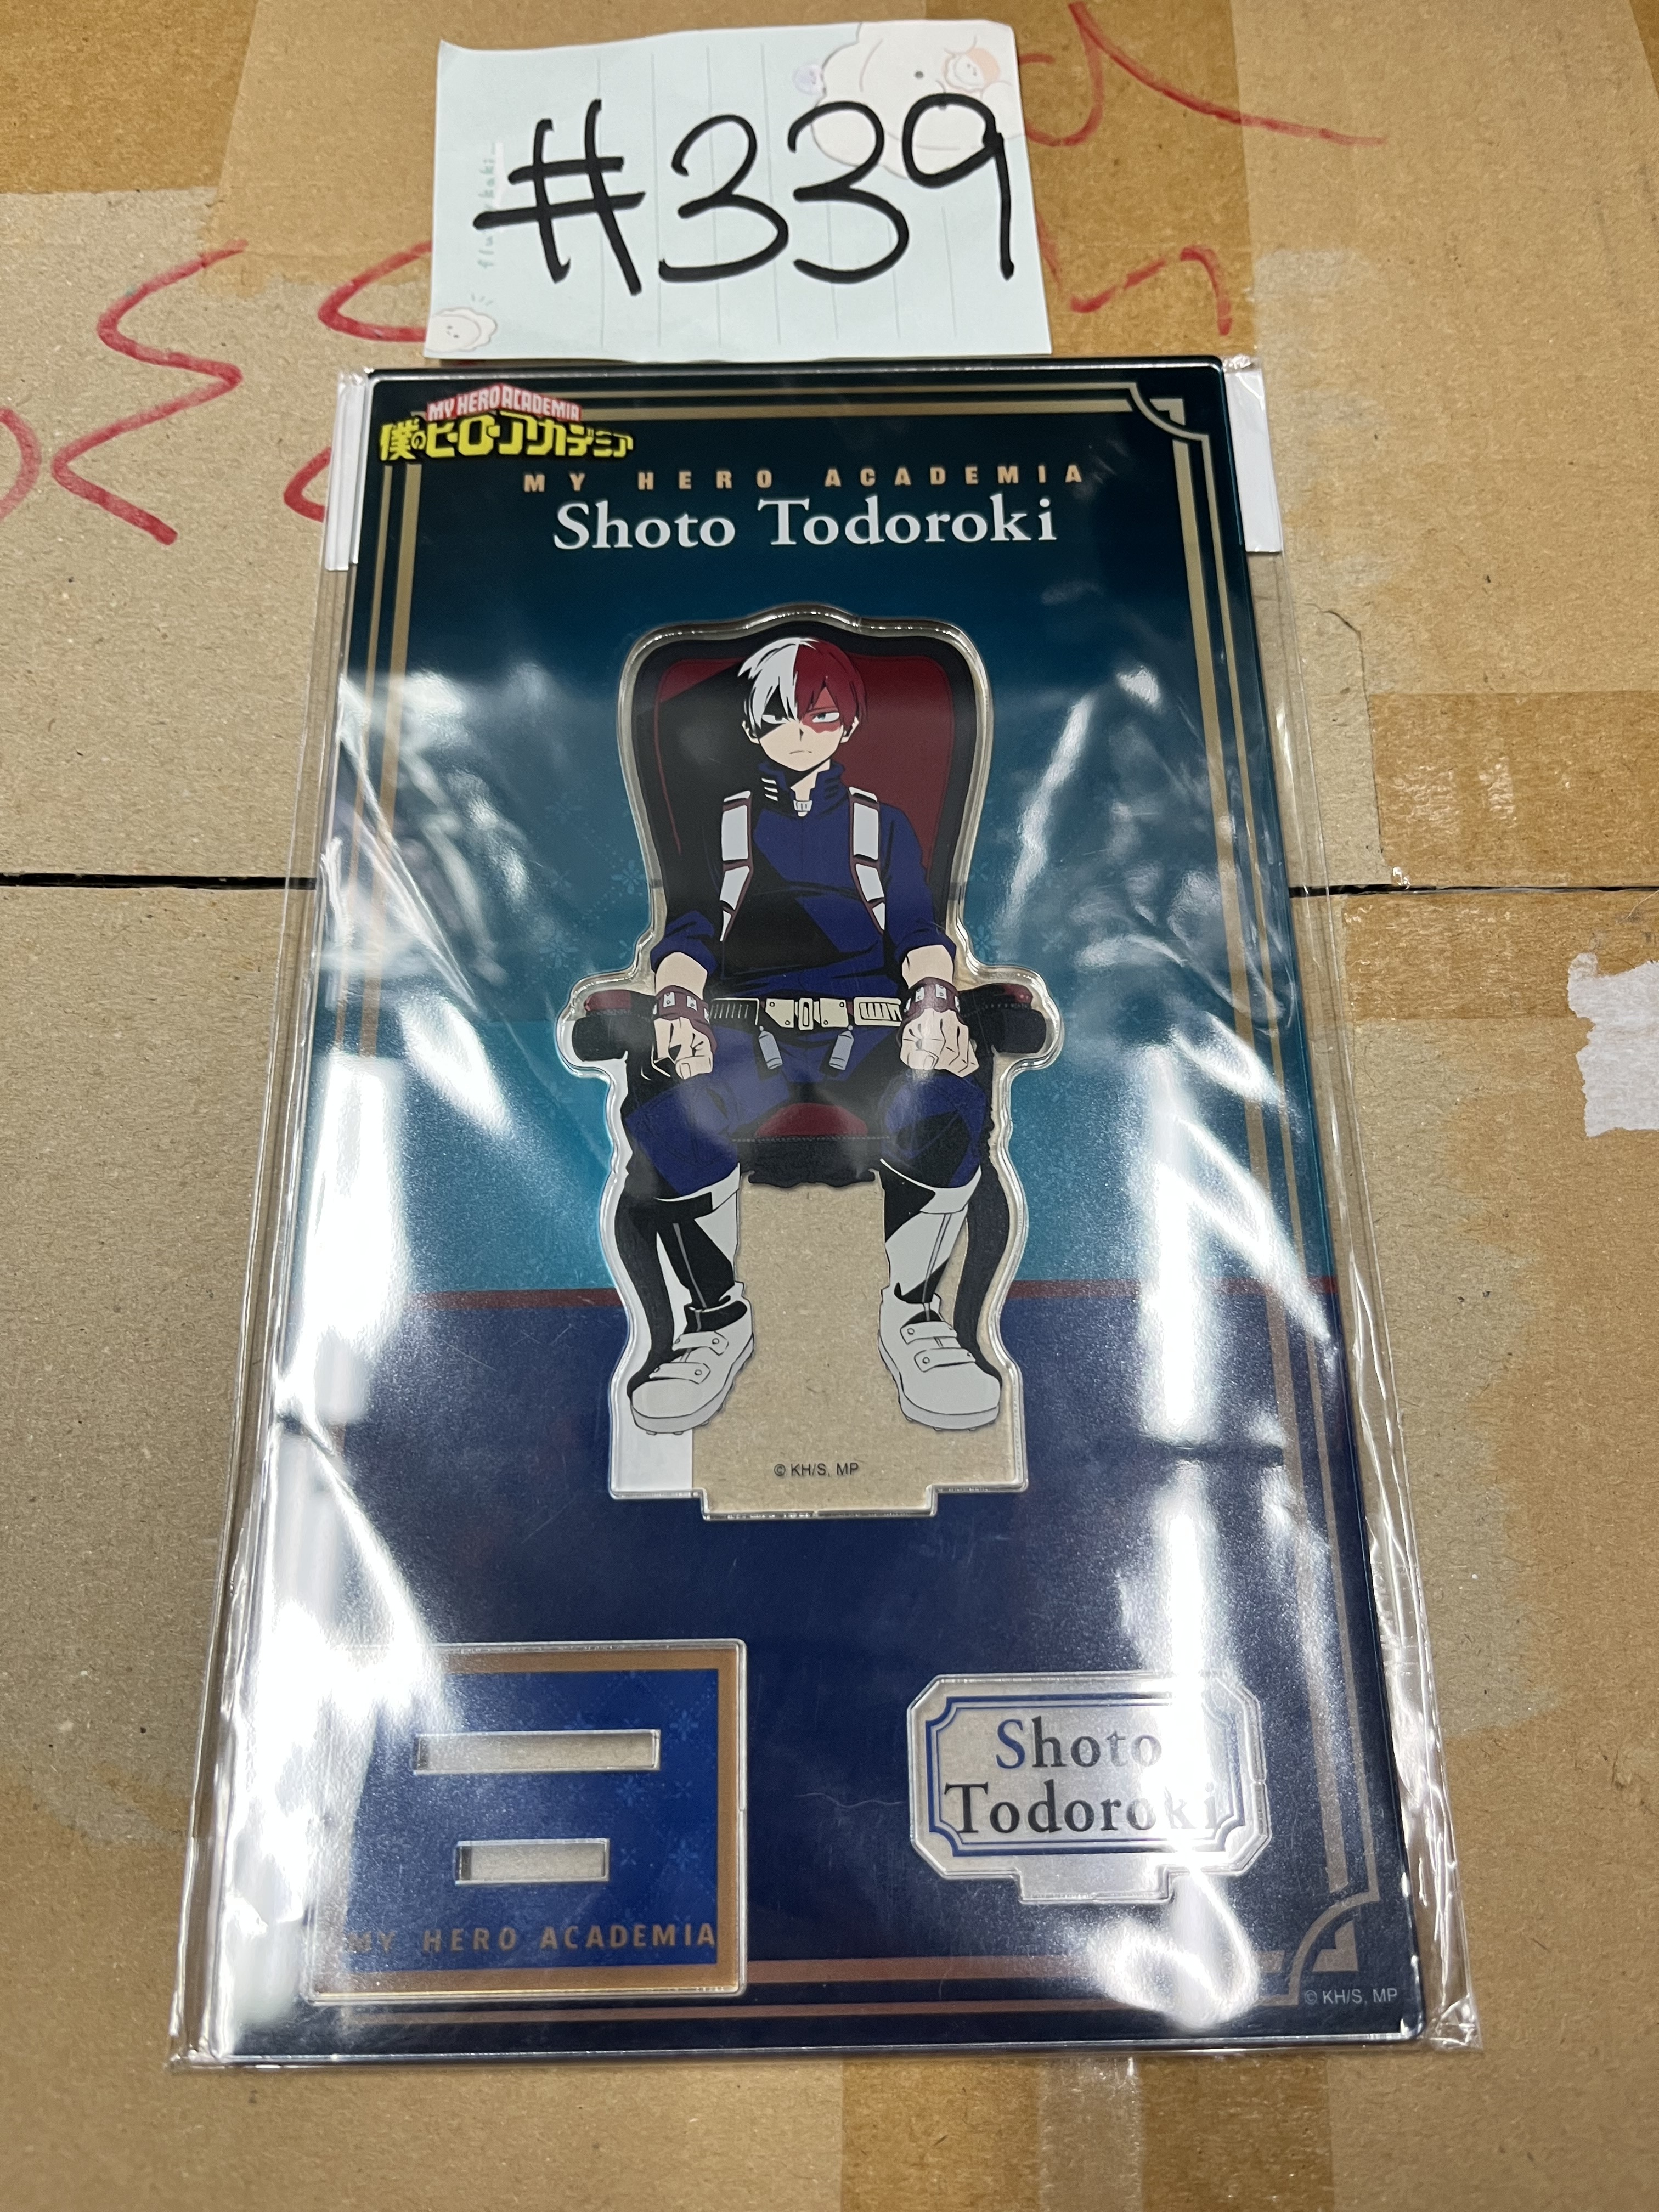 #339
MY HERO ACADEMIA
僕のヒーローアカデミア
MY HERO ACADEMIA
Shoto Todoroki
© KH/S, MP
Shoto
Todoroki
MY HERO ACADEMIA
© KH/S, MP